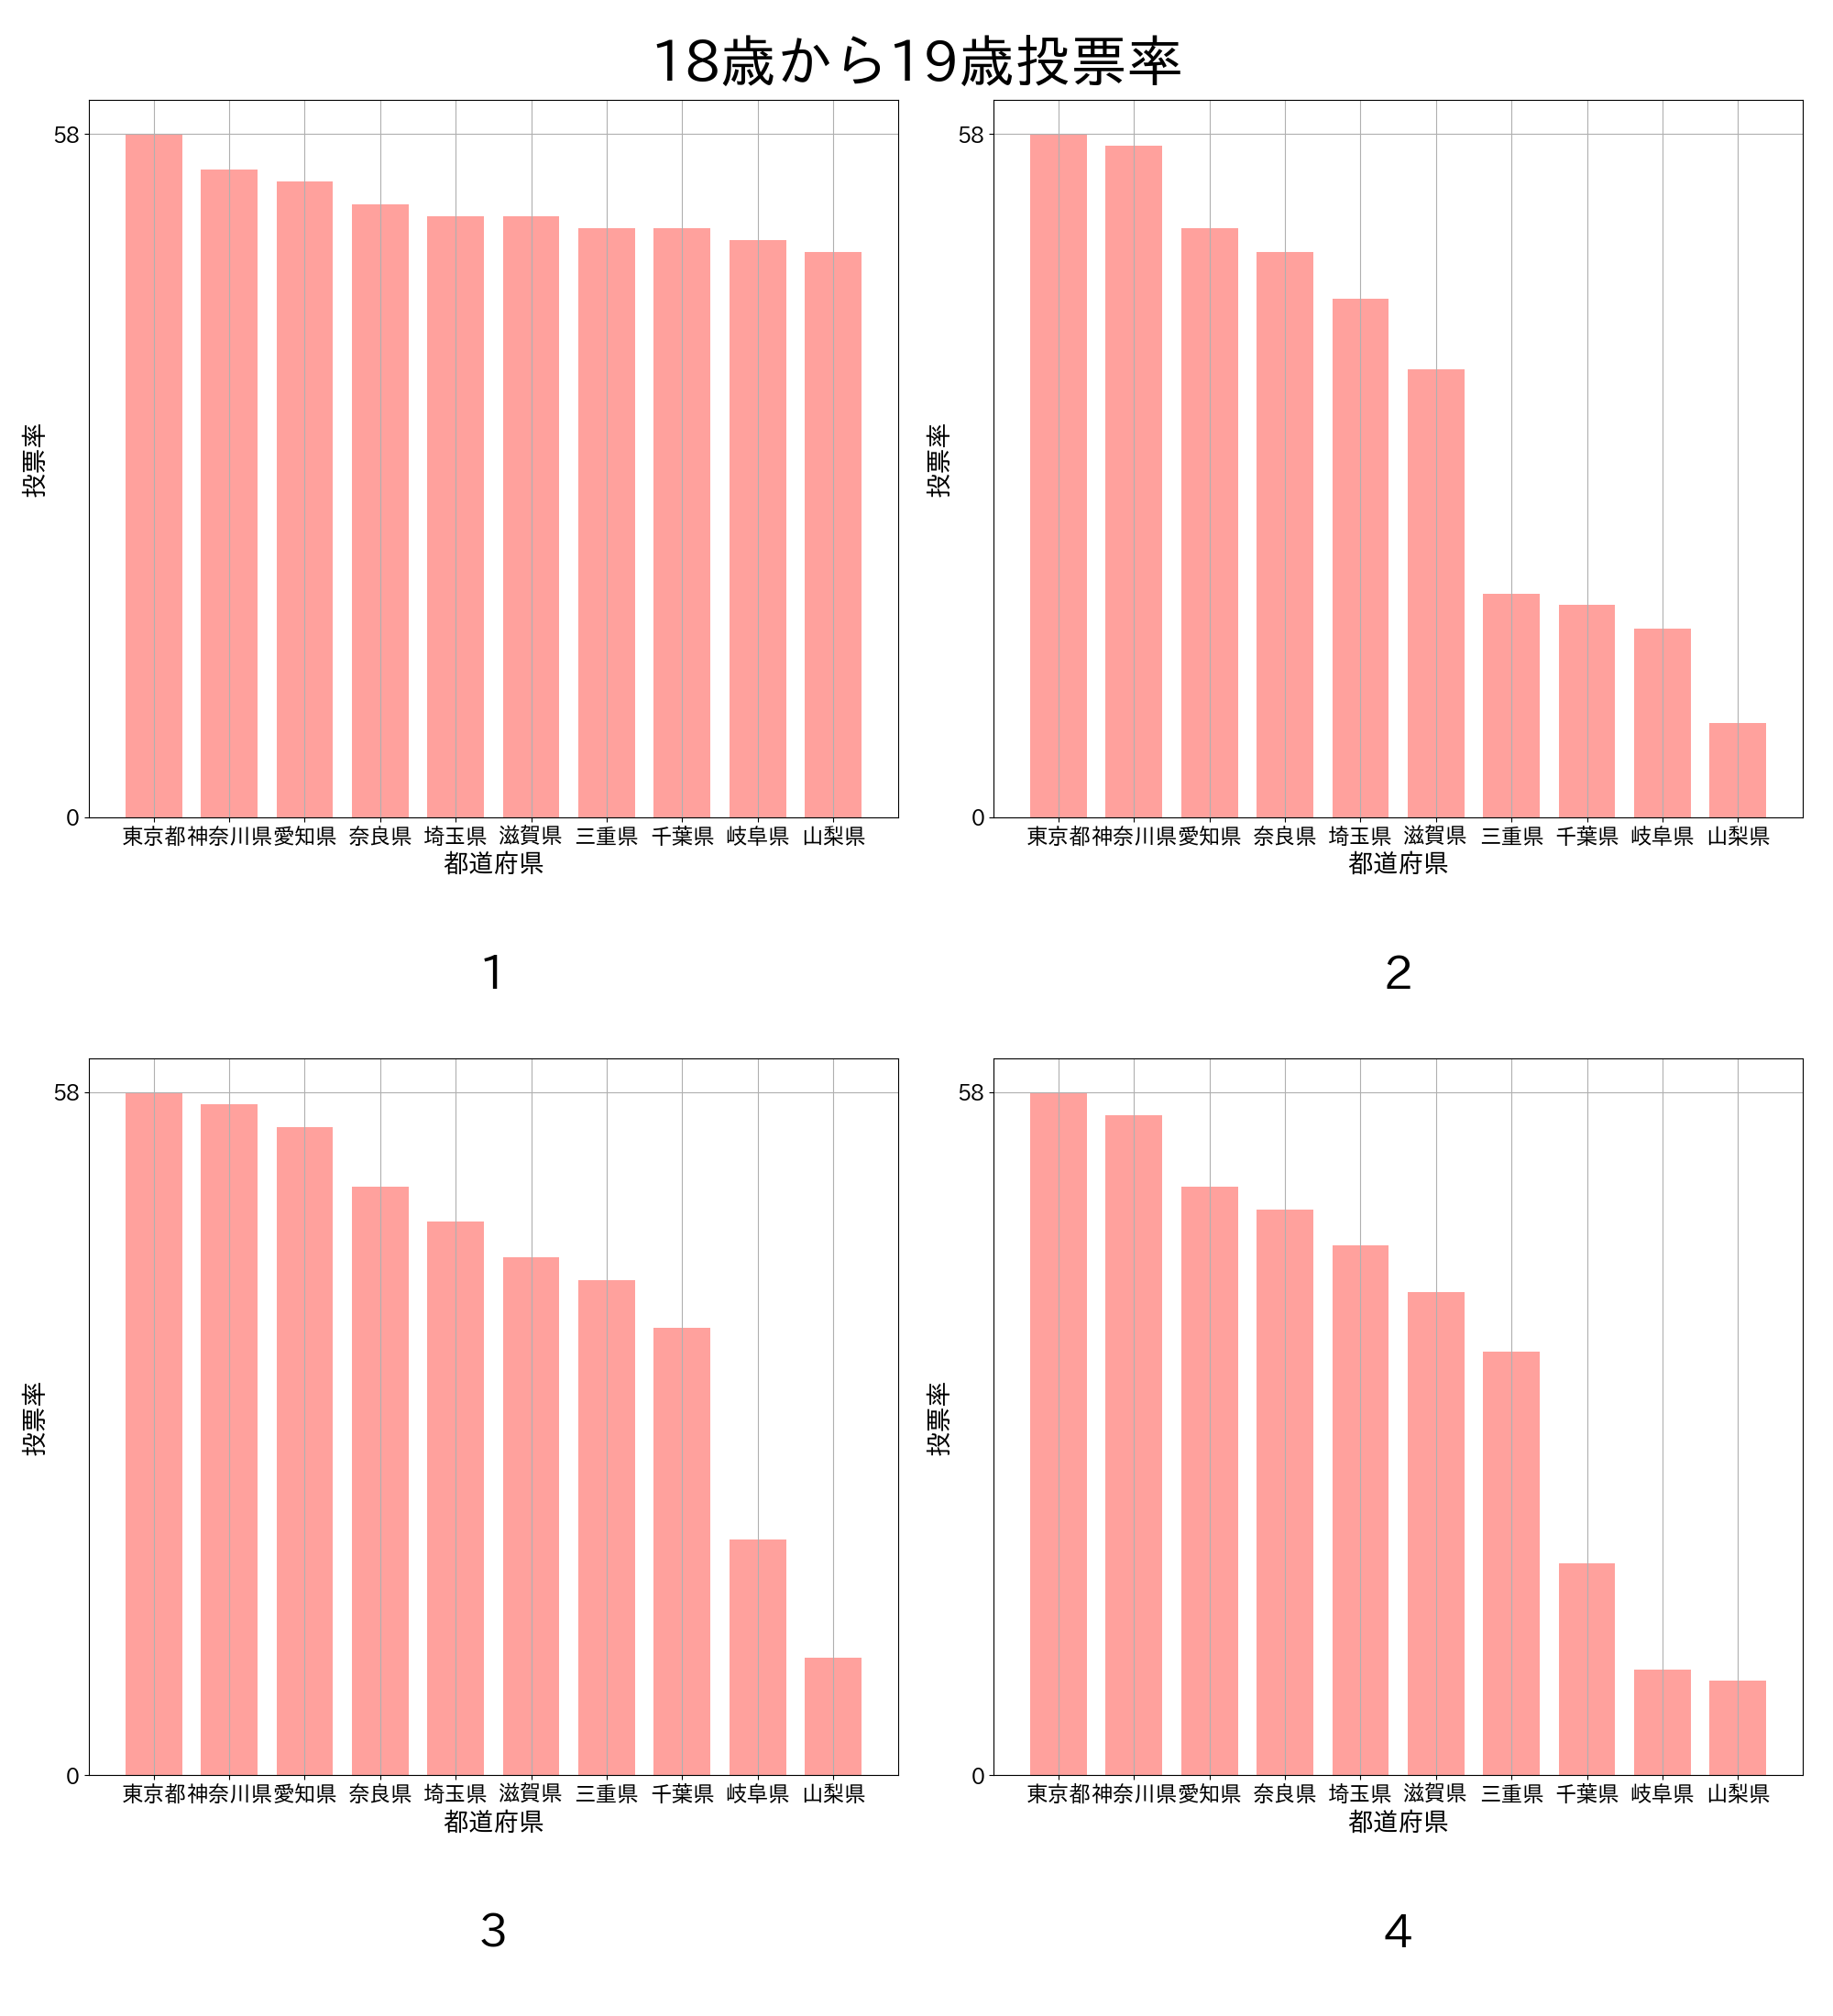 18歳から19歳投票率
58
0
投票率
東京都 神奈川県 愛知県 奈良県 埼玉県 滋賀県 三重県 千葉県 岐阜県 山梨県
都道府県
1
58
0
投票率
東京都 神奈川県 愛知県 奈良県 埼玉県 滋賀県 三重県 千葉県 岐阜県 山梨県
都道府県
2
58
0
投票率
東京都 神奈川県 愛知県 奈良県 埼玉県 滋賀県 三重県 千葉県 岐阜県 山梨県
都道府県
3
58
0
投票率
東京都 神奈川県 愛知県 奈良県 埼玉県 滋賀県 三重県 千葉県 岐阜県 山梨県
都道府県
4